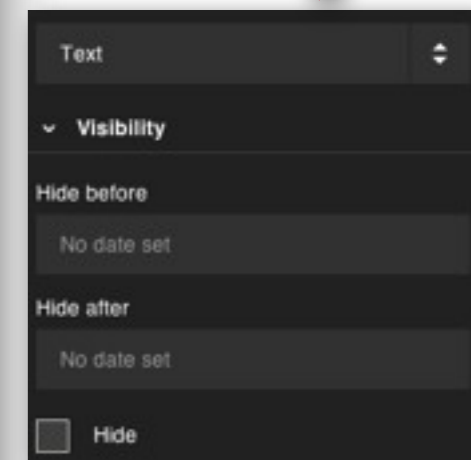 Text
Visibility
Hide before
No date set
Hide after
No date set
Hide